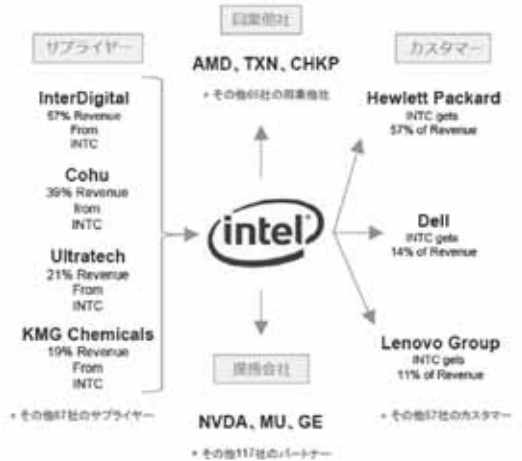 サプライヤー
InterDigital
57% Revenue
From
INTC
Cohu
39% Revenue
from
INTC
Ultratech
21% Revenue
From
INTC
KMG Chemicals
19% Revenue
From
INTC
+ その他67社のサプライヤー
同業他社
AMD、TXN、CHKP
+ その他65社の同業他社
intel
提携会社
NVDA、MU、GE
+ その他117社のパートナー
カスタマー
Hewlett Packard
INTC gets
57% of Revenue
Dell
INTC gets
14% of Revenue
Lenovo Group
INTC gets
11% of Revenue
+ その他57社のカスタマー